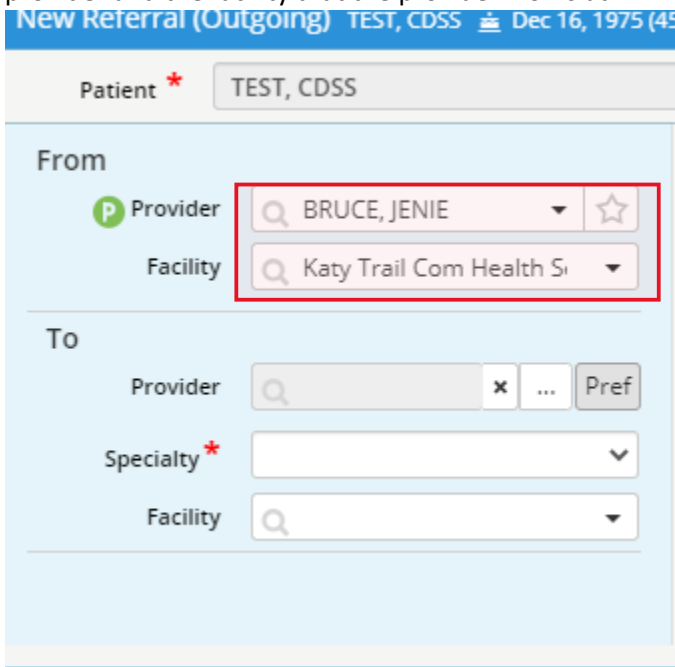 New Referral (Outgoing) TEST, CDSS Dec 16, 1975 (45
Patient * TEST, CDSS
From
P Provider BRUCE, JENIE
Facility Katy Trail Com Health S
To
Provider x ... Pref
Specialty *
Facility